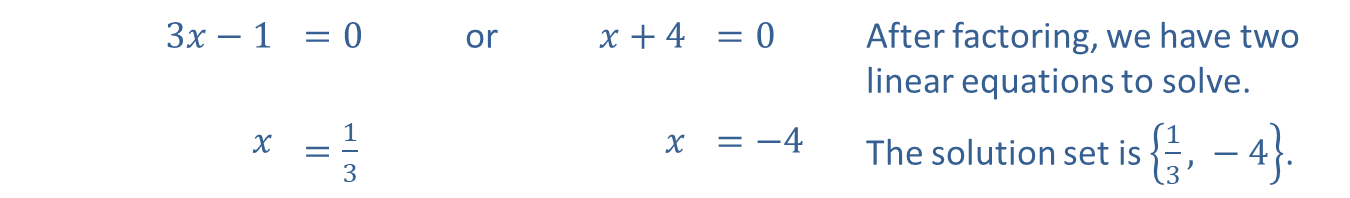 3x − 1 = 0 or x + 4 = 0 After factoring, we have two
linear equations to solve.
x = 1/3 x = −4 The solution set is {1/3, − 4}.